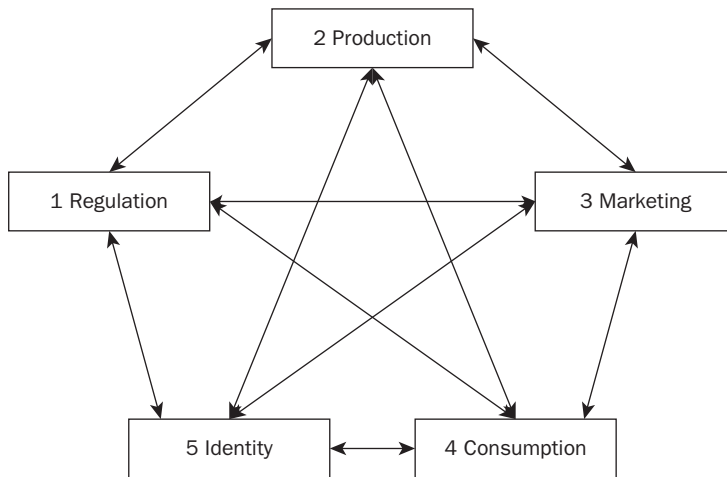 2 Production
1 Regulation
3 Marketing
5 Identity
4 Consumption